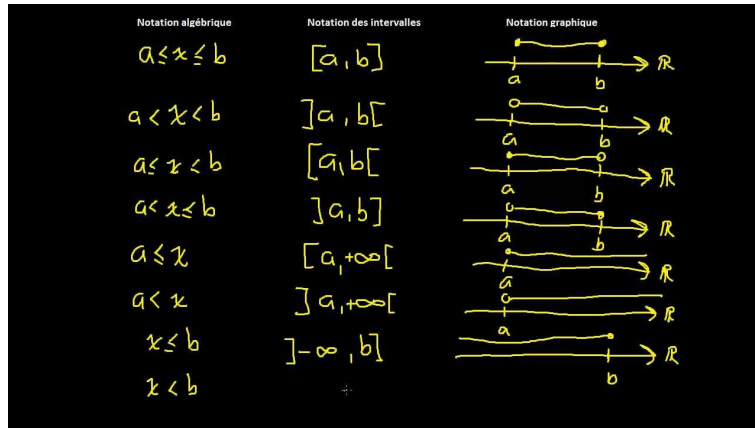 Notation algébrique Notation des intervalles Notation graphique
a ≤ x ≤ b [a, b] a b ℝ
a < x < b ]a, b[ a b ℝ
a ≤ x < b [a, b[ a b ℝ
a < x ≤ b ]a, b] a b ℝ
a ≤ x [a, +∞[ a ℝ
a < x ]a, +∞[ a ℝ
x ≤ b ]-∞, b] b ℝ
x < b